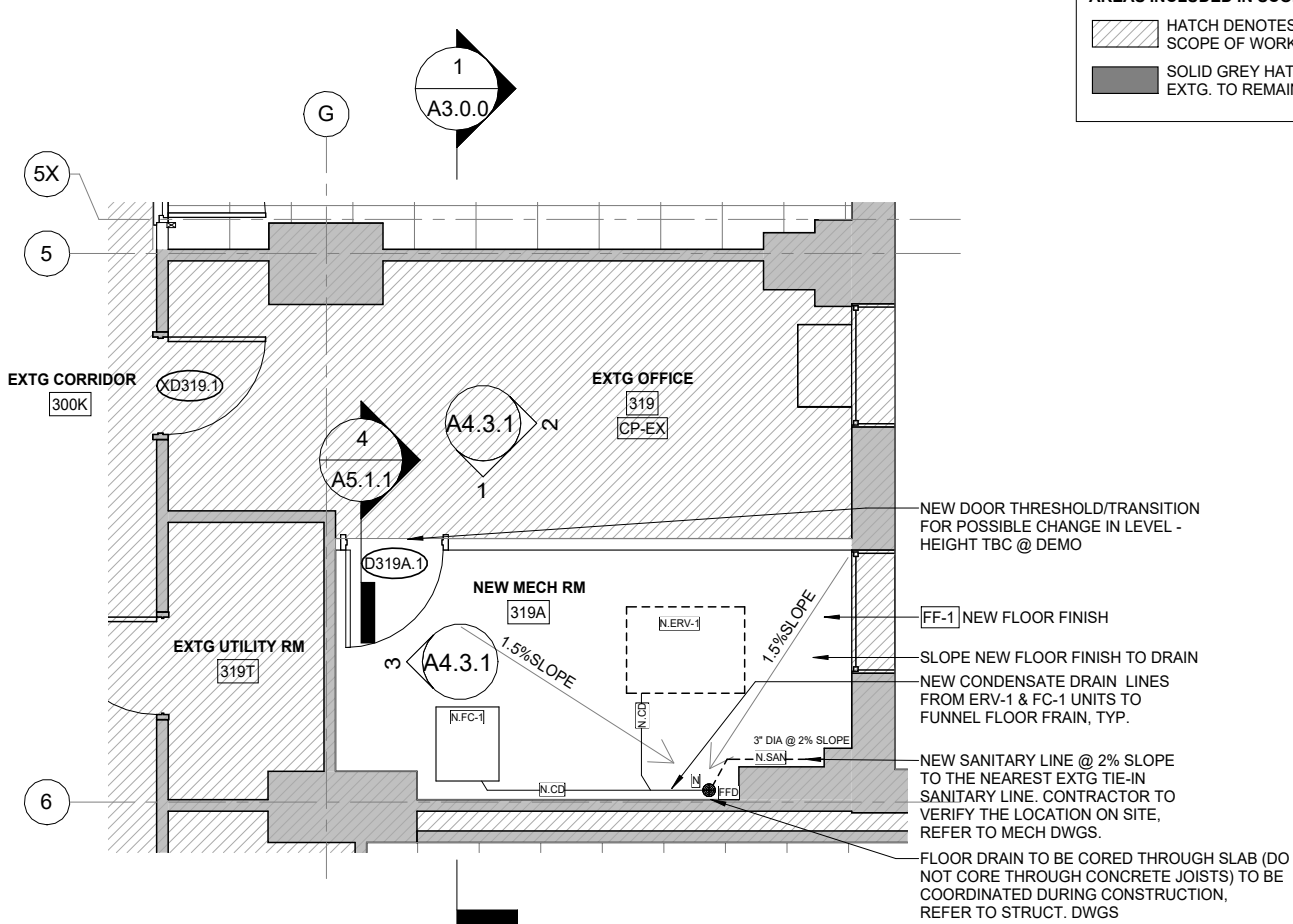 HATCH DENOTES
SCOPE OF WORK
SOLID GREY HAT
EXTG. TO REMAIN
1
A3.0.0
G
5X
5
EXTG CORRIDOR
300K
XD319.1
EXTG OFFICE
319
CP-EX
A4.3.1
2
1
4
A5.1.1
NEW DOOR THRESHOLD/TRANSITION
FOR POSSIBLE CHANGE IN LEVEL -
HEIGHT TBC @ DEMO
D319A.1
NEW MECH RM
319A
N.ERV-1
1.5%SLOPE
1.5%SLOPE
FF-1 NEW FLOOR FINISH
EXTG UTILITY RM
319T
3
A4.3.1
SLOPE NEW FLOOR FINISH TO DRAIN
NEW CONDENSATE DRAIN LINES
FROM ERV-1 & FC-1 UNITS TO
FUNNEL FLOOR FRAIN, TYP.
N.FC-1
N.CD
3" DIA @ 2% SLOPE
N.SAN
NEW SANITARY LINE @ 2% SLOPE
TO THE NEAREST EXTG TIE-IN
SANITARY LINE. CONTRACTOR TO
VERIFY THE LOCATION ON SITE,
REFER TO MECH DWGS.
N.CD
N
FFD
6
FLOOR DRAIN TO BE CORED THROUGH SLAB (DO
NOT CORE THROUGH CONCRETE JOISTS) TO BE
COORDINATED DURING CONSTRUCTION,
REFER TO STRUCT. DWGS